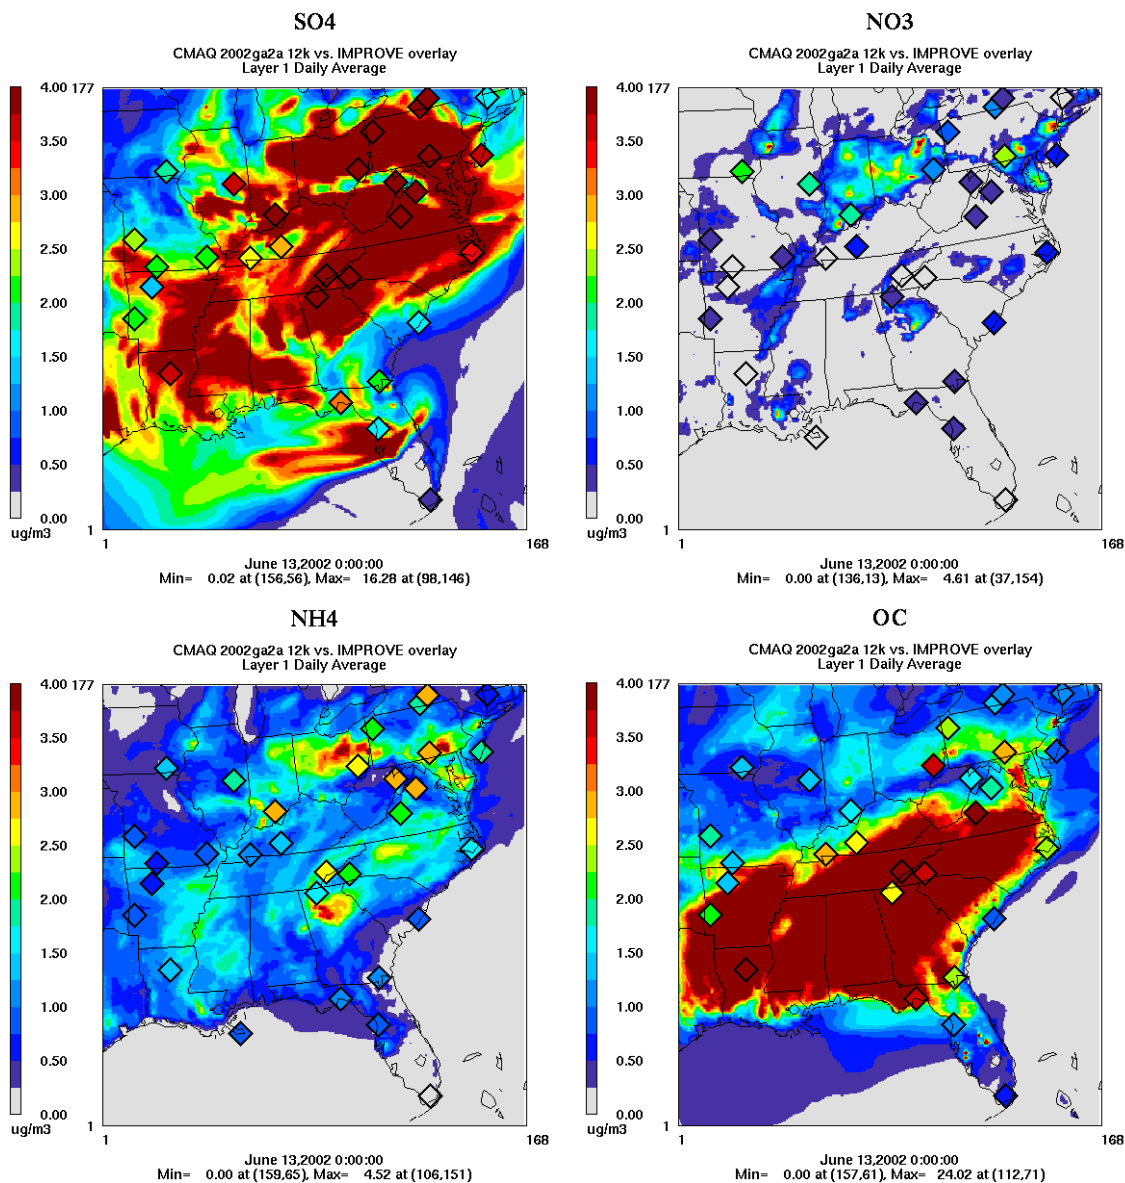 SO4
CMAQ 2002ga2a 12k vs. IMPROVE overlay
Layer 1 Daily Average
4.00 177
3.50
3.00
2.50
2.00
1.50
1.00
0.50
0.00
ug/m3
1
1 168
June 13,2002 0:00:00
Min= 0.02 at (156,56), Max= 16.28 at (98,146)
NO3
CMAQ 2002ga2a 12k vs. IMPROVE overlay
Layer 1 Daily Average
4.00 177
3.50
3.00
2.50
2.00
1.50
1.00
0.50
0.00
ug/m3
1
1 168
June 13,2002 0:00:00
Min= 0.00 at (136,13), Max= 4.61 at (37,154)
NH4
CMAQ 2002ga2a 12k vs. IMPROVE overlay
Layer 1 Daily Average
4.00 177
3.50
3.00
2.50
2.00
1.50
1.00
0.50
0.00
ug/m3
1
1 168
June 13,2002 0:00:00
Min= 0.00 at (159,65), Max= 4.52 at (106,151)
OC
CMAQ 2002ga2a 12k vs. IMPROVE overlay
Layer 1 Daily Average
4.00 177
3.50
3.00
2.50
2.00
1.50
1.00
0.50
0.00
ug/m3
1
1 168
June 13,2002 0:00:00
Min= 0.00 at (157,61), Max= 24.02 at (112,71)